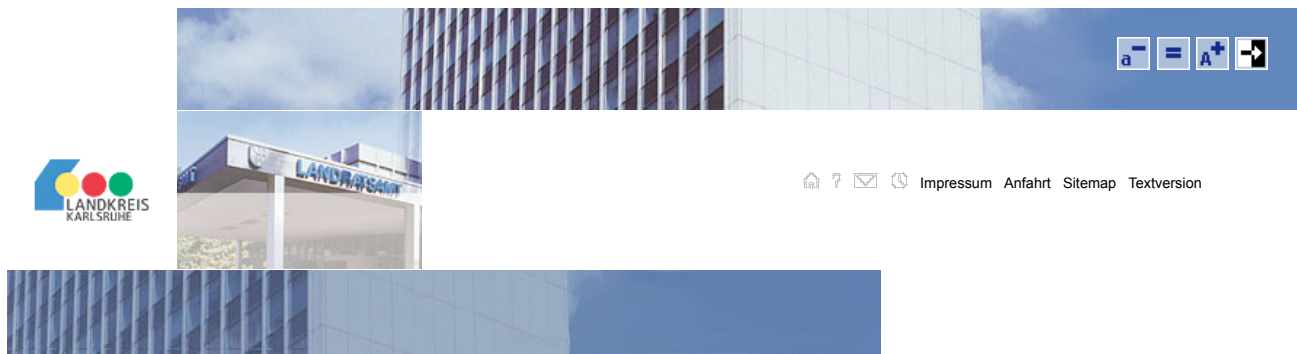 a- = A+
LANDRATSAMT
? Impressum Anfahrt Sitemap Textversion
LANDKREIS
KARLSRUHE